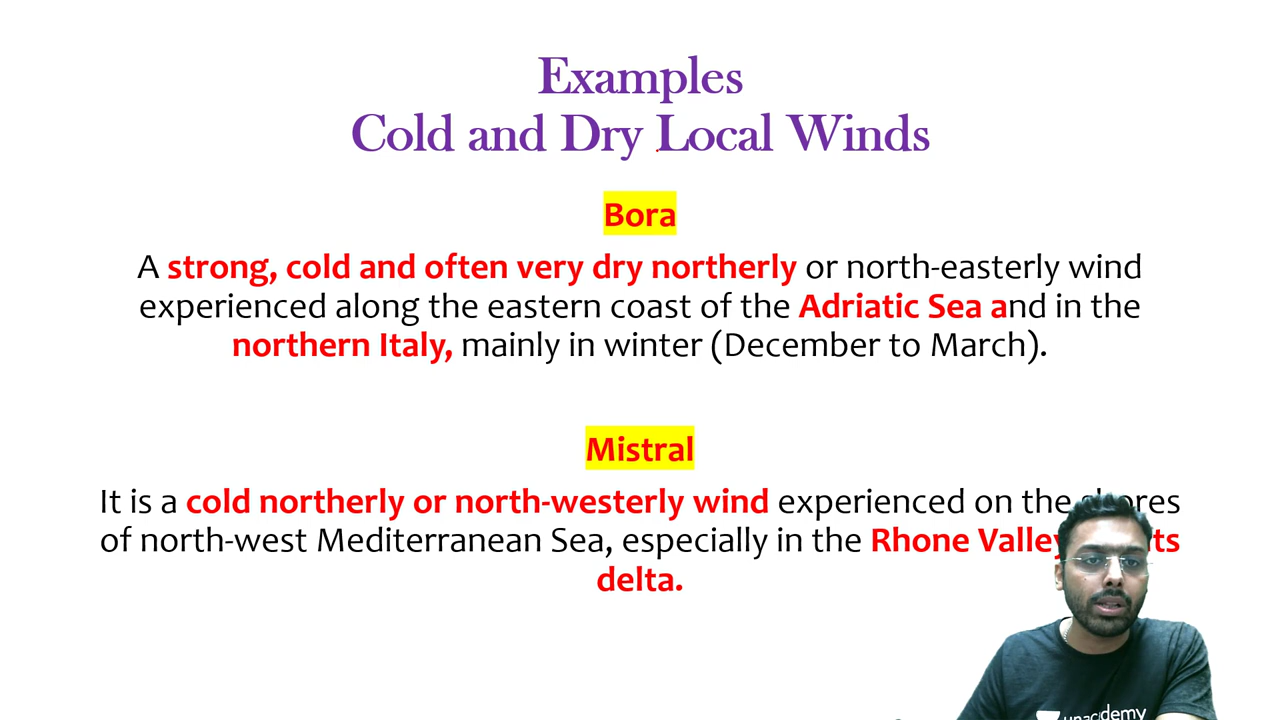 Examples
Cold and Dry Local Winds
Bora
A strong, cold and often very dry northerly or north-easterly wind
experienced along the eastern coast of the Adriatic Sea and in the
northern Italy, mainly in winter (December to March).
Mistral
It is a cold northerly or north-westerly wind experienced on the shores
of north-west Mediterranean Sea, especially in the Rhone Valley its
delta.
unacademy